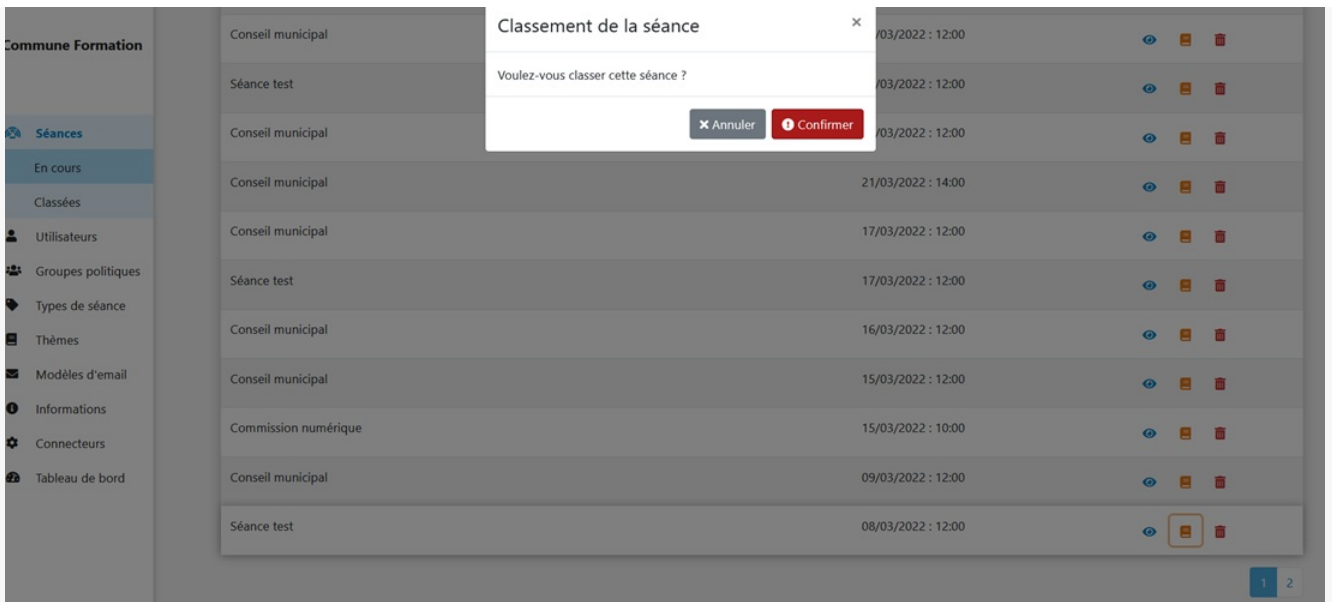 Classement de la séance ×
Voulez-vous classer cette séance ?
Annuler Confirmer
Commune Formation
Séances
En cours
Classées
Utilisateurs
Groupes politiques
Types de séance
Thèmes
Modèles d'email
Informations
Connecteurs
Tableau de bord
Conseil municipal /03/2022 : 12:00
Séance test /03/2022 : 12:00
Conseil municipal /03/2022 : 12:00
Conseil municipal 21/03/2022 : 14:00
Conseil municipal 17/03/2022 : 12:00
Séance test 17/03/2022 : 12:00
Conseil municipal 16/03/2022 : 12:00
Conseil municipal 15/03/2022 : 12:00
Commission numérique 15/03/2022 : 10:00
Conseil municipal 09/03/2022 : 12:00
Séance test 08/03/2022 : 12:00
1 2